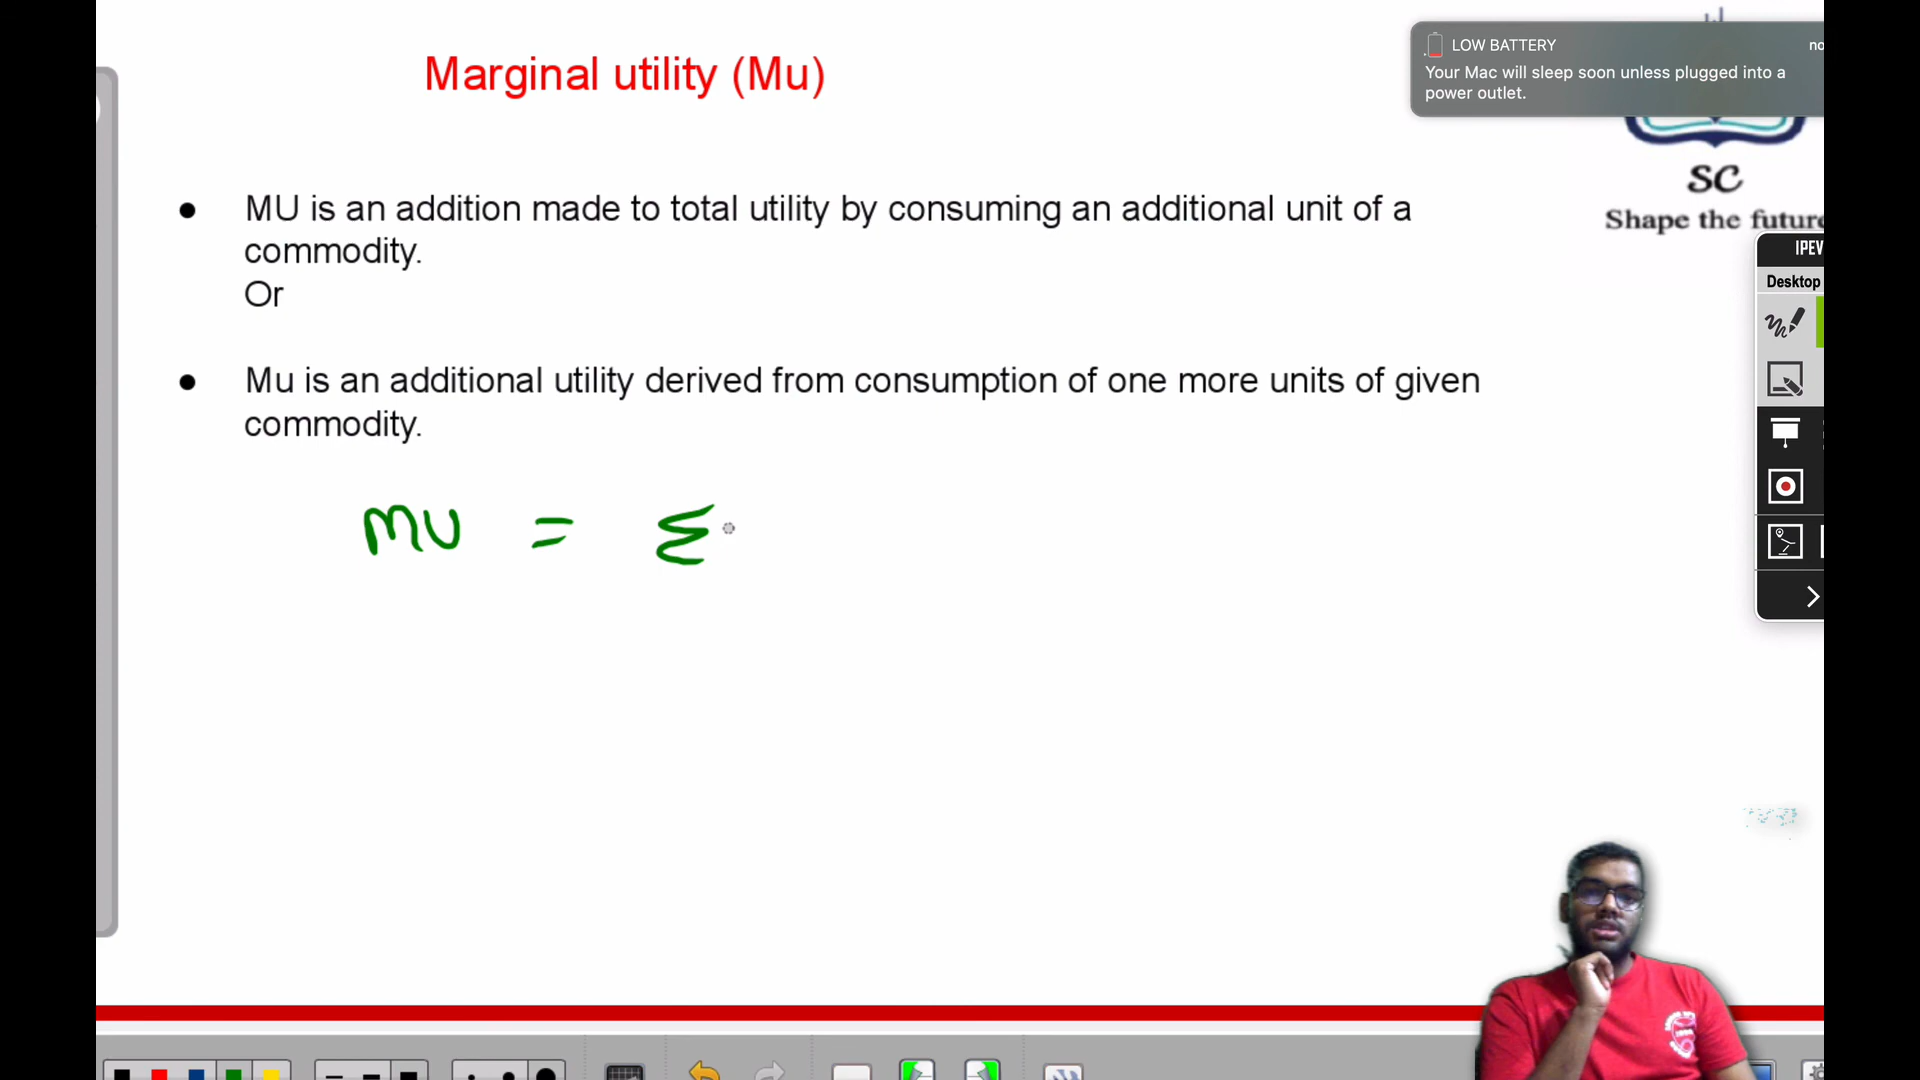 Marginal utility (Mu)
LOW BATTERY
Your Mac will sleep soon unless plugged into a
power outlet.
SC
Shape the future
● MU is an addition made to total utility by consuming an additional unit of a
commodity.
Or
● Mu is an additional utility derived from consumption of one more units of given
commodity.
MU = Σ
IPEV
Desktop